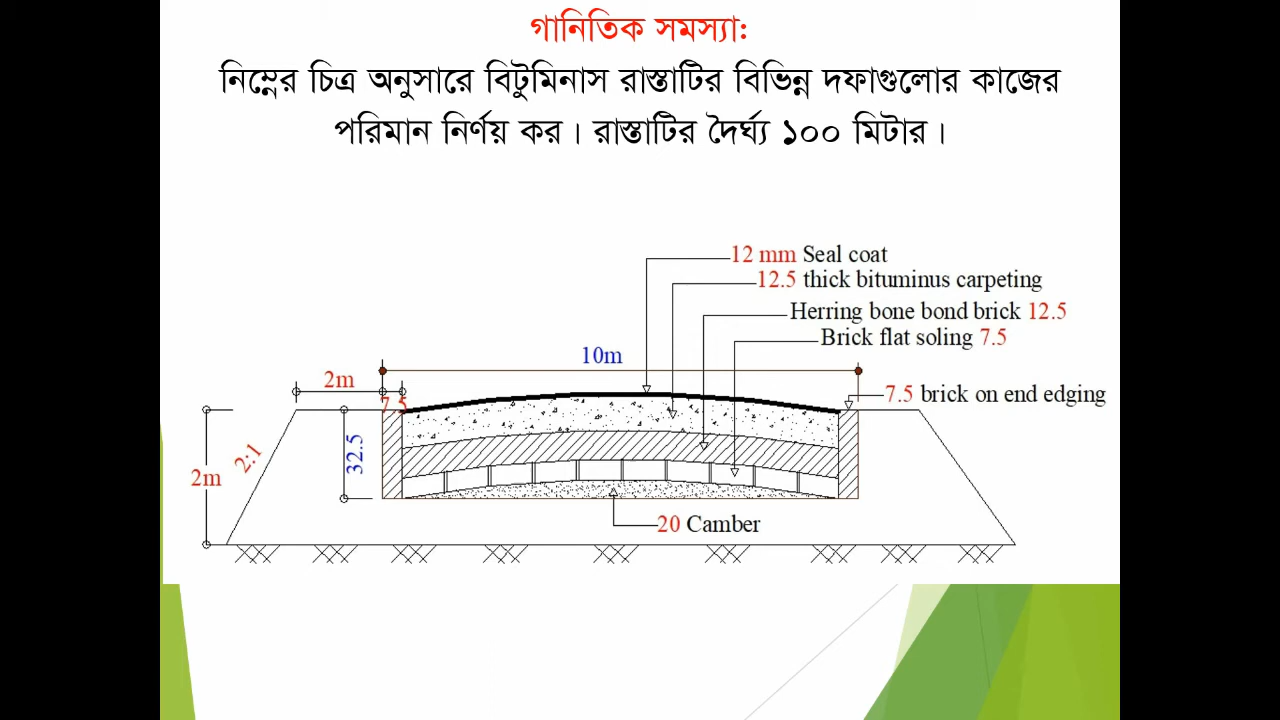 গানিতিক সমস্যা:
নিম্নের চিত্র অনুসারে বিটুমিনাস রাস্তাটির বিভিন্ন দফাগুলোর কাজের
পরিমান নির্ণয় কর। রাস্তাটির দৈর্ঘ্য ১০০ মিটার।
12 mm Seal coat
12.5 thick bituminus carpeting
Herring bone bond brick 12.5
Brick flat soling 7.5
10m
2m
7.5
7.5 brick on end edging
32.5
2:1
2m
20 Camber